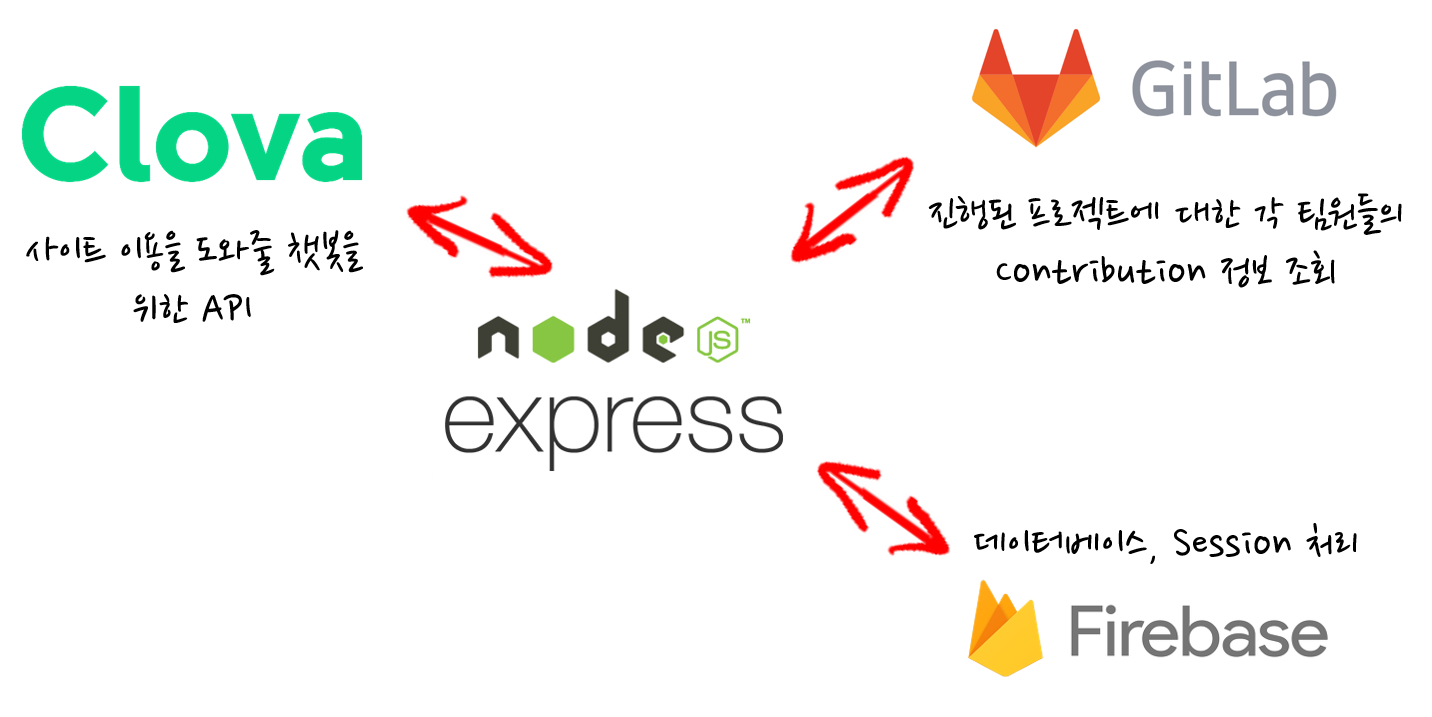 Clova
사이트 이용을 도와줄 챗봇을
위한 API
GitLab
진행된 프로젝트에 대한 각 팀원들의
contribution 정보 조회
node JS™
express
데이터베이스, Session 처리
Firebase